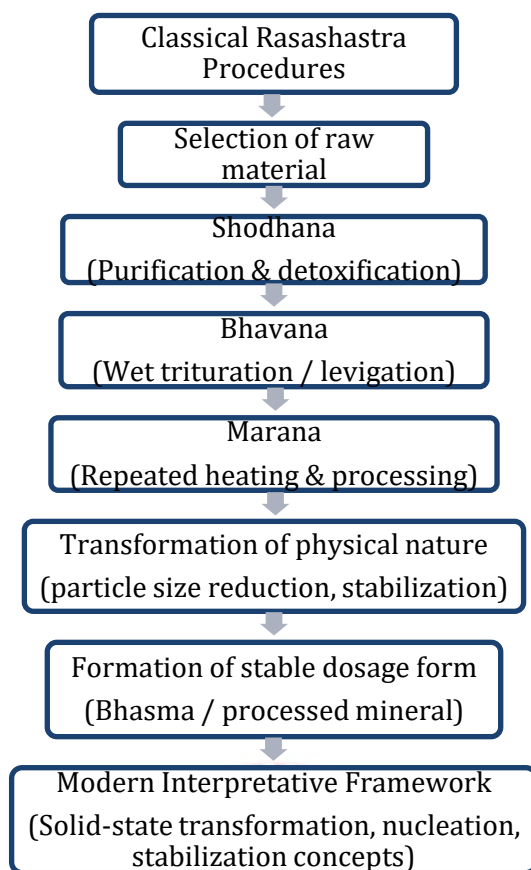 Classical Rasashastra
Procedures
Selection of raw
material
Shodhana
(Purification & detoxification)
Bhavana
(Wet trituration / levigation)
Marana
(Repeated heating & processing)
Transformation of physical nature
(particle size reduction, stabilization)
Formation of stable dosage form
(Bhasma / processed mineral)
Modern Interpretative Framework
(Solid-state transformation, nucleation,
stabilization concepts)